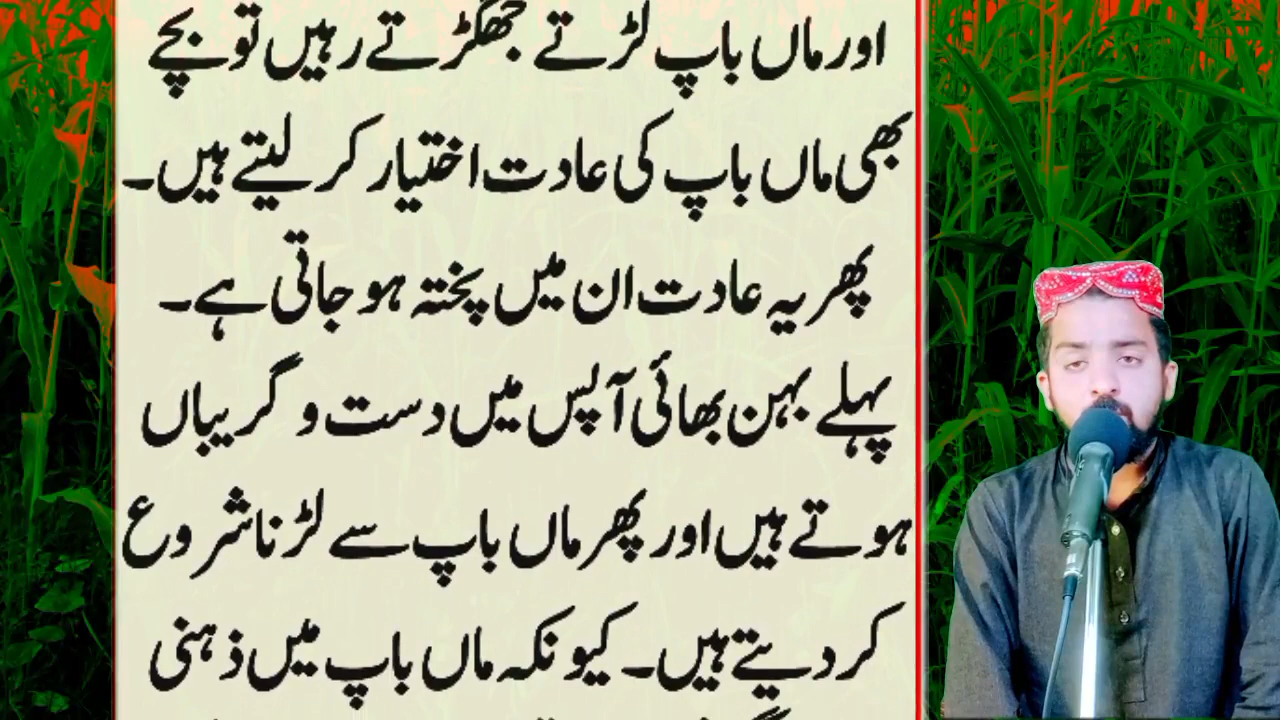 اور ماں باپ لڑتے جھگڑتے رہیں تو بچے
بھی ماں باپ کی عادت اختیار کر لیتے ہیں۔
پھر یہ عادت ان میں پختہ ہو جاتی ہے۔
پہلے بہن بھائی آپس میں دست و گریباں
ہوتے ہیں اور پھر ماں باپ سے لڑنا شروع
کر دیتے ہیں۔ کیونکہ ماں باپ میں ذہنی